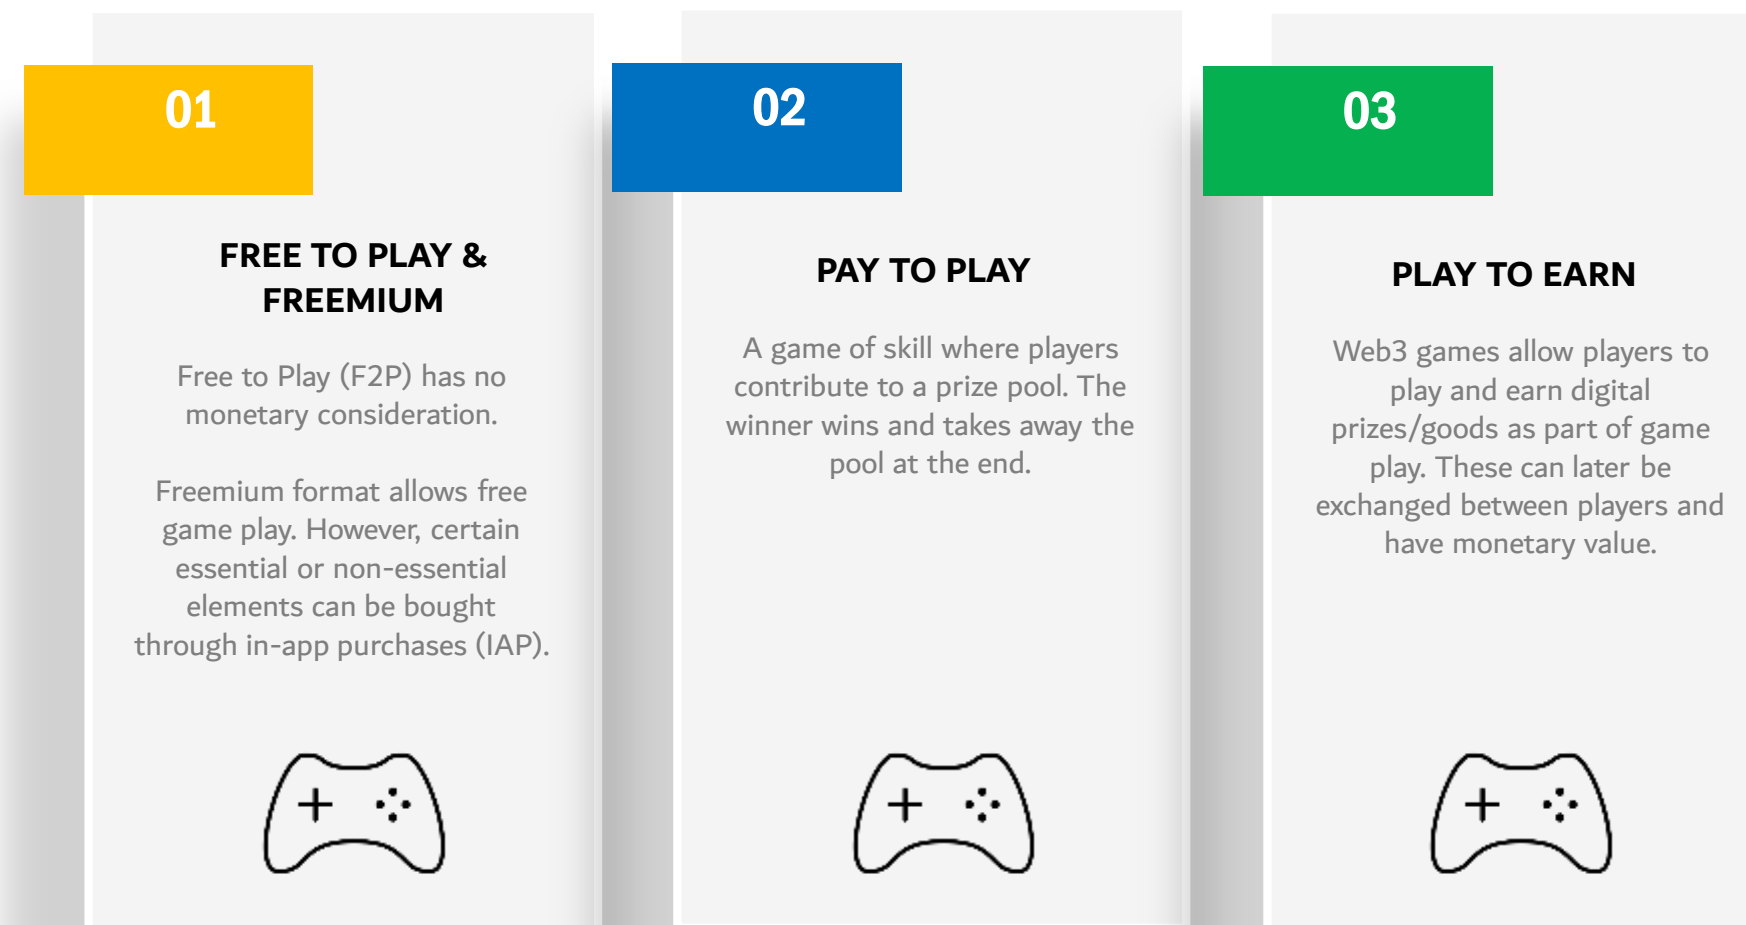 01
FREE TO PLAY &
FREEMIUM
Free to Play (F2P) has no
monetary consideration.
Freemium format allows free
game play. However, certain
essential or non-essential
elements can be bought
through in-app purchases (IAP).
02
PAY TO PLAY
A game of skill where players
contribute to a prize pool. The
winner wins and takes away the
pool at the end.
03
PLAY TO EARN
Web3 games allow players to
play and earn digital
prizes/goods as part of game
play. These can later be
exchanged between players and
have monetary value.